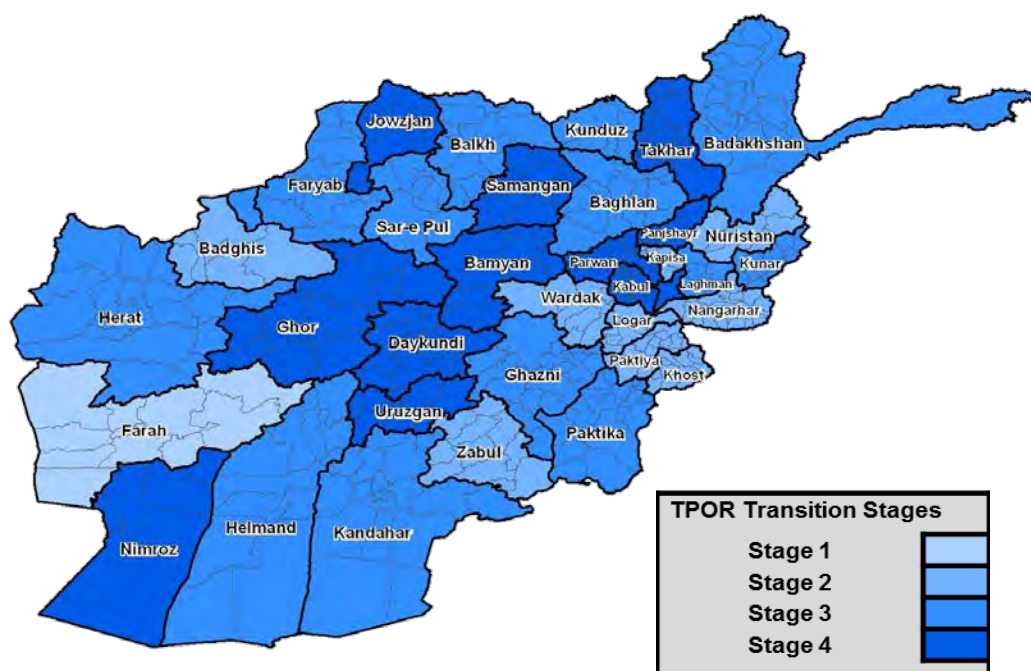 Jowzjan
Balkh
Kunduz
Takhar
Badakhshan
Faryab
Samangan
Baghlan
Sar-e Pul
Panjshayr
Nuristan
Badghis
Kapisa
Kunar
Bamyan
Parwan
Kabul
Laghman
Wardak
Nangarhar
Herat
Ghor
Logar
Daykundi
Paktiya
Ghazni
Khost
Uruzgan
Farah
Paktika
Zabul
Helmand
Kandahar
Nimroz
TPOR Transition Stages
Stage 1
Stage 2
Stage 3
Stage 4